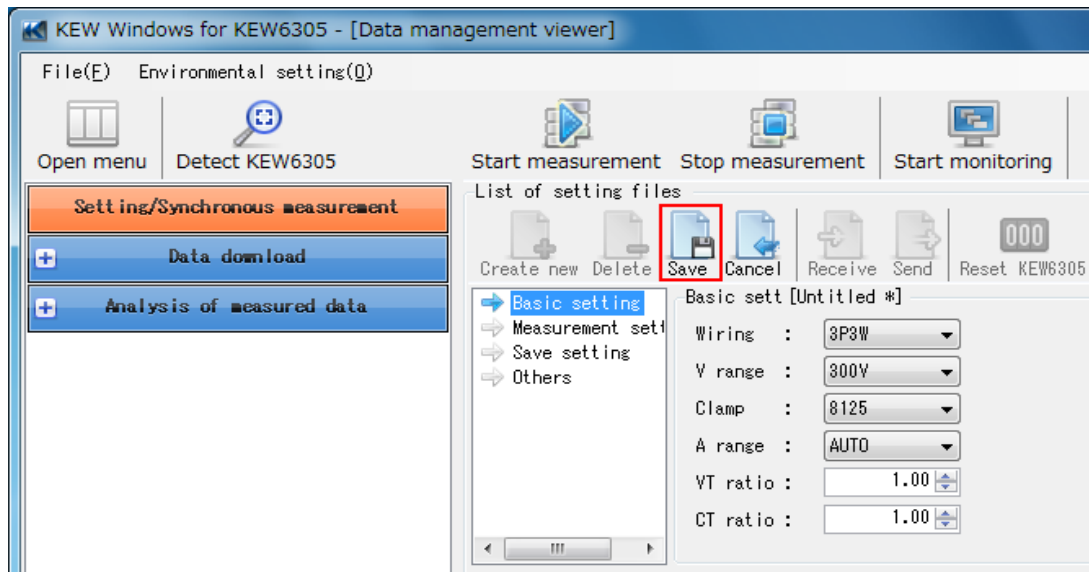 KEW Windows for KEW6305 - [Data management viewer]
File(F) Environmental setting(O)
Open menu Detect KEW6305 Start measurement Stop measurement Start monitoring
Setting/Synchronous measurement
Data download
Analysis of measured data
List of setting files
000
Create new Delete Save Cancel Receive Send Reset KEW6305
Basic setting
Measurement sett
Save setting
Others
Basic sett [Untitled *]
Wiring : 3P3W
V range : 300V
Clamp : 8125
A range : AUTO
VT ratio : 1.00
CT ratio : 1.00